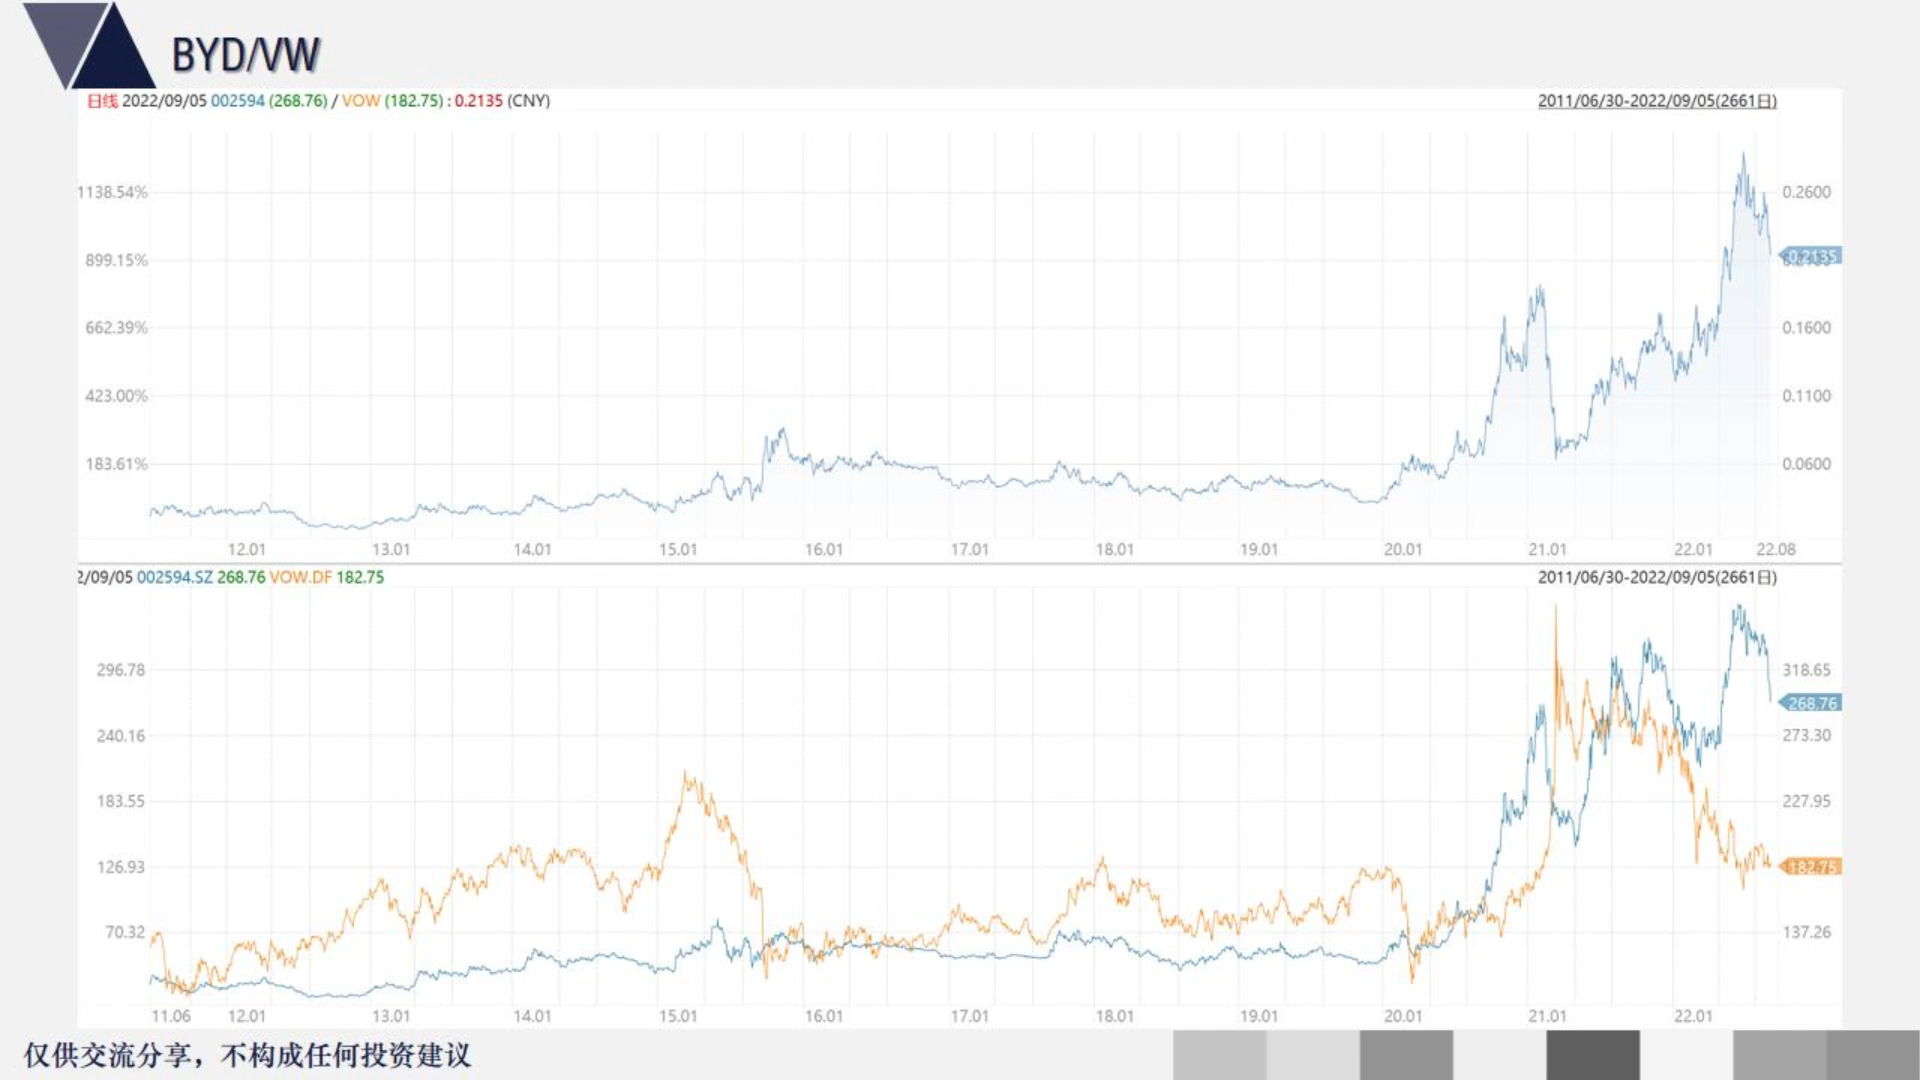 BYD/VW
日线 2022/09/05 002594 (268.76) / VOW (182.75) : 0.2135 (CNY)
2011/06/30-2022/09/05(2661日)
1138.54%
899.15%
662.39%
423.00%
183.61%
0.2600
0.2135
0.1600
0.1100
0.0600
12.01 13.01 14.01 15.01 16.01 17.01 18.01 19.01 20.01 21.01 22.01 22.08
2/09/05 002594.SZ 268.76 VOW.DF 182.75
2011/06/30-2022/09/05(2661日)
296.78
240.16
183.55
126.93
70.32
318.65
268.76
273.30
227.95
182.75
137.26
11.06 12.01 13.01 14.01 15.01 16.01 17.01 18.01 19.01 20.01 21.01 22.01
仅供交流分享，不构成任何投资建议